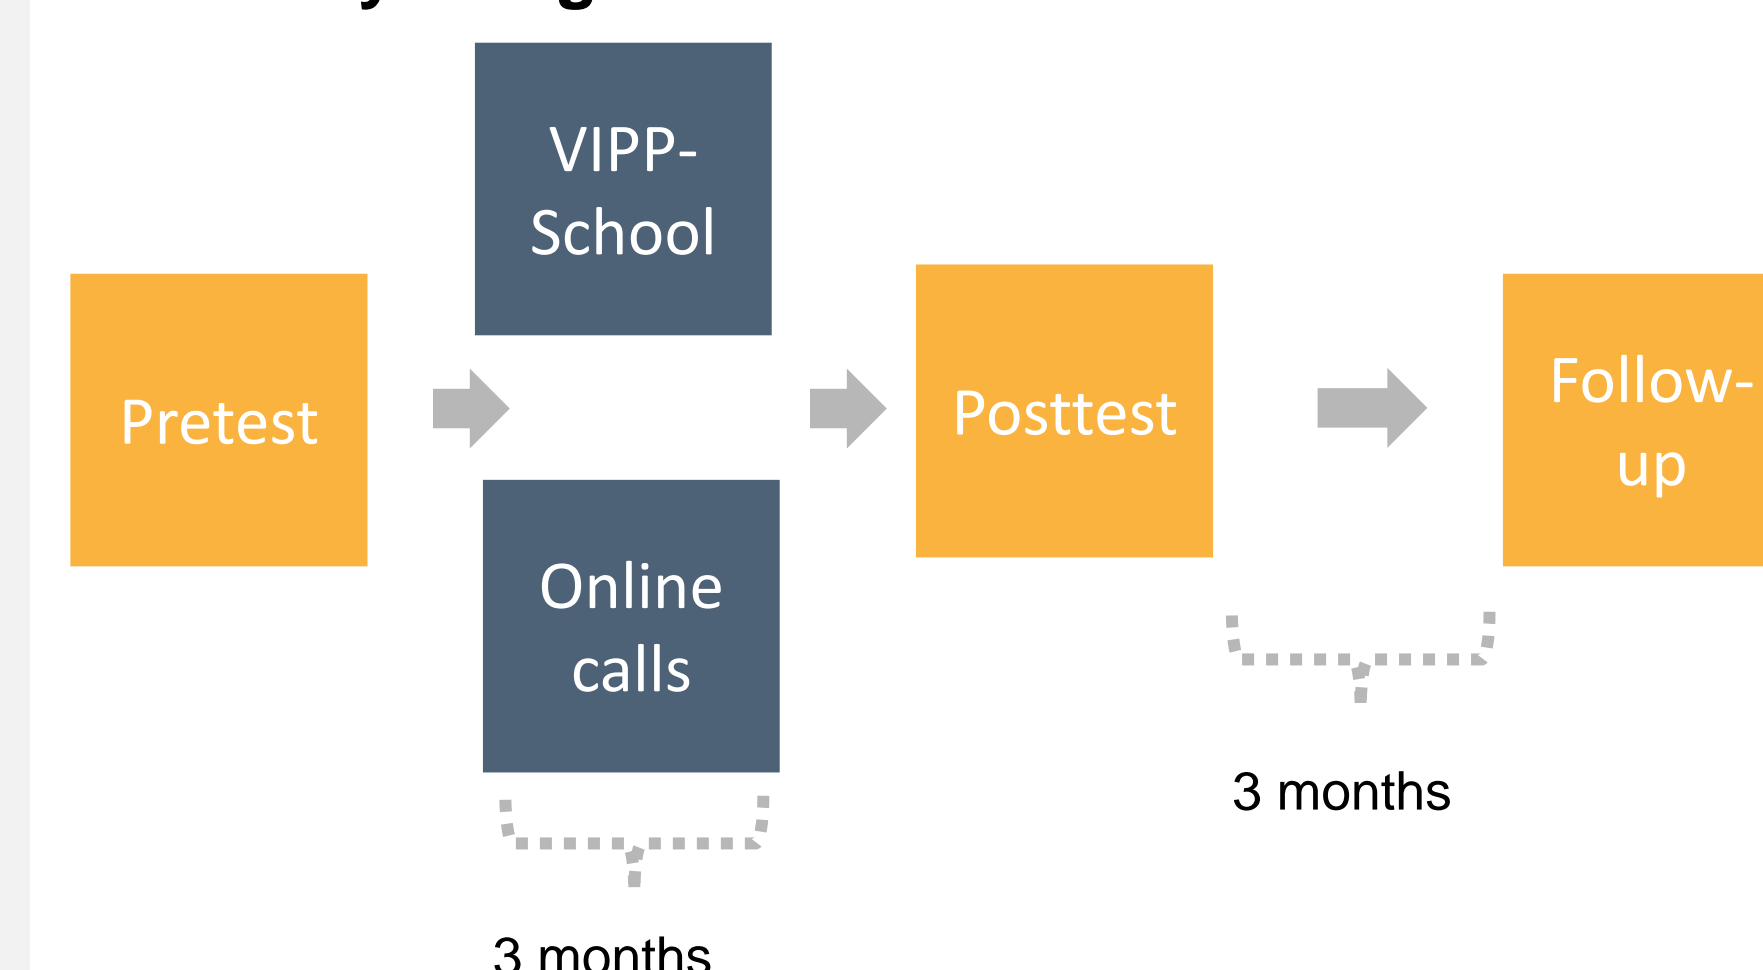 VIPP-
School
Pretest
Online
calls
Posttest
Follow-
up
3 months
3 months